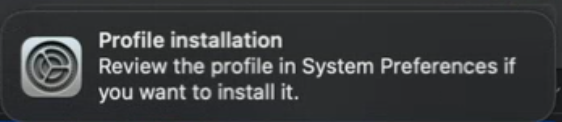 Profile installation
Review the profile in System Preferences if
you want to install it.